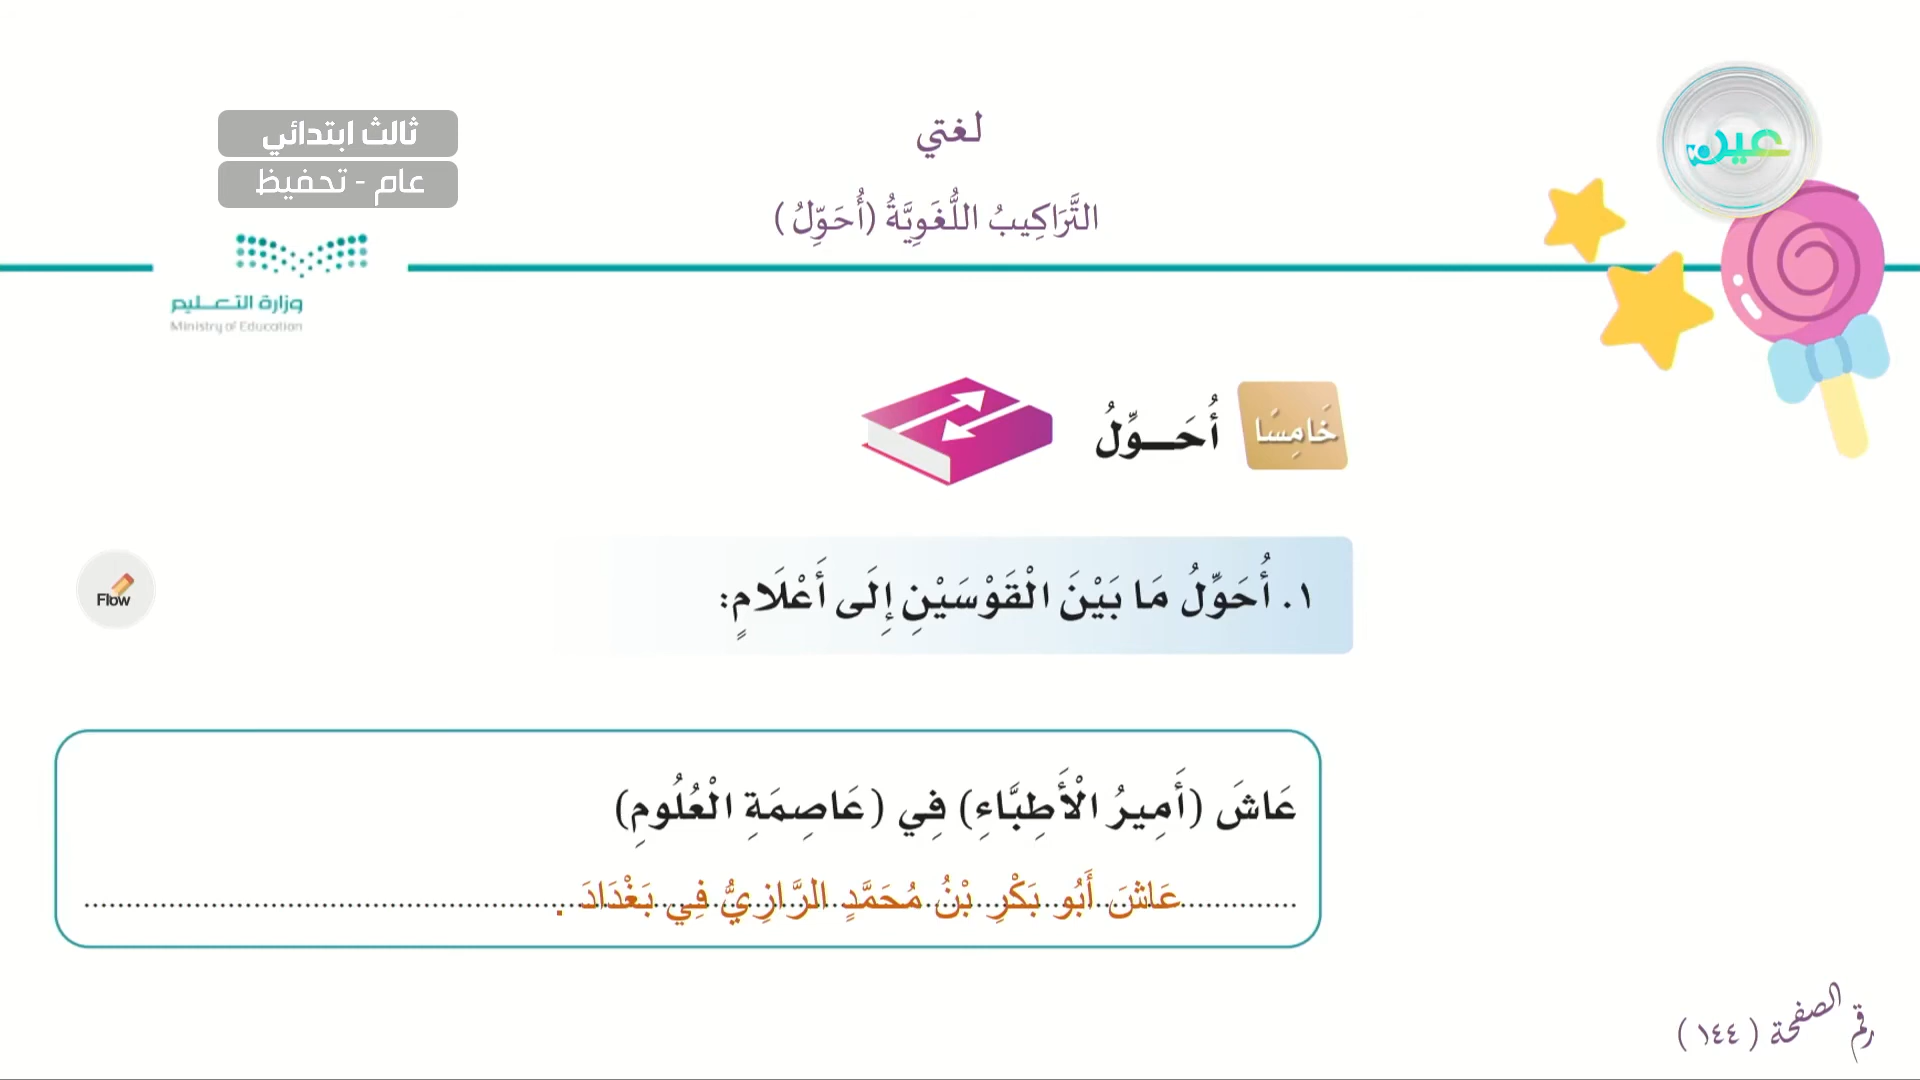 عين
لغتي
ثالث ابتدائي
عام - تحفيظ
التَّرَاكِيبُ اللُّغَوِيَّةُ (أُحَوِّلُ)
وزارة التعليم
Ministry of Education
خَامِسًا
أُحَـــوِّلُ
١. أُحَوِّلُ مَا بَيْنَ الْقَوْسَيْنِ إِلَى أَعْلَامٍ:
Flow
عَاشَ (أَمِيرُ الْأَطِبَّاءِ) فِي (عَاصِمَةِ الْعُلُومِ)
عَاشَ أَبُو بَكْرِ بْنُ مُحَمَّدٍ الرَّازِيُّ فِي بَغْدَادَ .
رقم الصفحة (١٤٤)